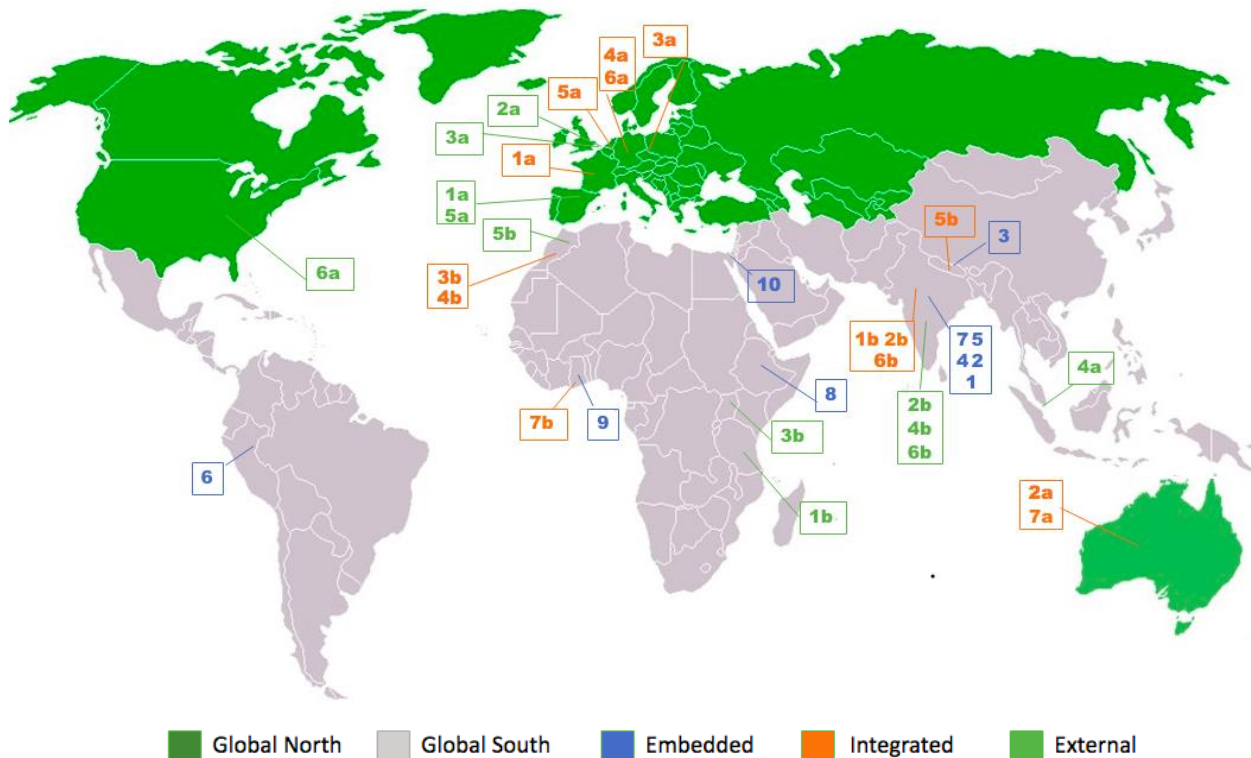 3a
4a
6a
5a
2a
3a
1a
1a
5a
5b
6a
3b
4b
10
5b
3
1b 2b
6b
7 5
4 2
1
4a
7b
9
8
2b
4b
6b
3b
6
2a
7a
1b
Global North
Global South
Embedded
Integrated
External